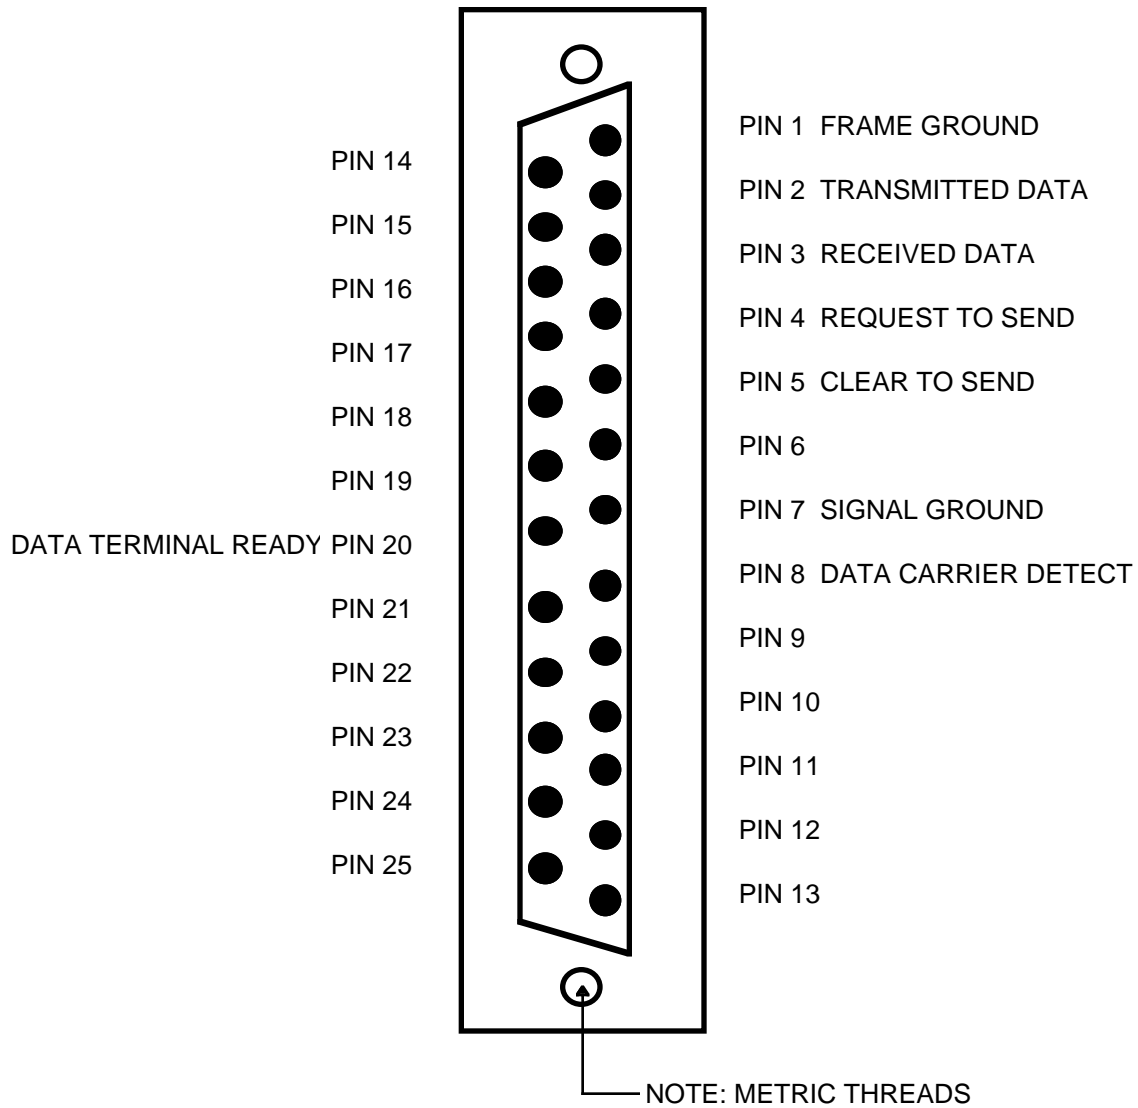 PIN 1 FRAME GROUND
PIN 14
PIN 2 TRANSMITTED DATA
PIN 15
PIN 3 RECEIVED DATA
PIN 16
PIN 4 REQUEST TO SEND
PIN 17
PIN 5 CLEAR TO SEND
PIN 18
PIN 6
PIN 19
PIN 7 SIGNAL GROUND
DATA TERMINAL READY PIN 20
PIN 8 DATA CARRIER DETECT
PIN 21
PIN 9
PIN 22
PIN 10
PIN 23
PIN 11
PIN 24
PIN 12
PIN 25
PIN 13
NOTE: METRIC THREADS